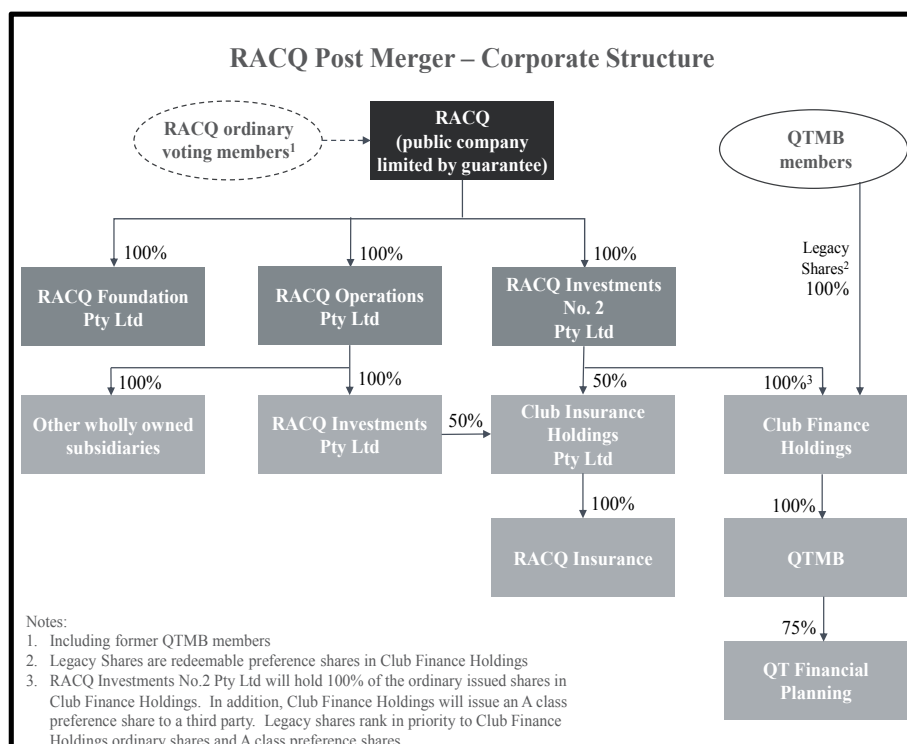 RACQ Post Merger – Corporate Structure
RACQ ordinary
voting members1
RACQ
(public company
limited by guarantee)
QTMB
members
Legacy
Shares2
100%
100%
100%
100%
RACQ Foundation
Pty Ltd
RACQ Operations
Pty Ltd
RACQ Investments
No. 2
Pty Ltd
100%
100%
50%
100%3
Other wholly owned
subsidiaries
RACQ Investments
Pty Ltd
50%
Club Insurance
Holdings
Pty Ltd
Club Finance
Holdings
100%
100%
RACQ Insurance
QTMB
75%
QT Financial
Planning
Notes:
1. Including former QTMB members
2. Legacy Shares are redeemable preference shares in Club Finance Holdings
3. RACQ Investments No.2 Pty Ltd will hold 100% of the ordinary issued shares in
Club Finance Holdings. In addition, Club Finance Holdings will issue an A class
preference share to a third party. Legacy shares rank in priority to Club Finance
Holdings ordinary shares and A class preference shares